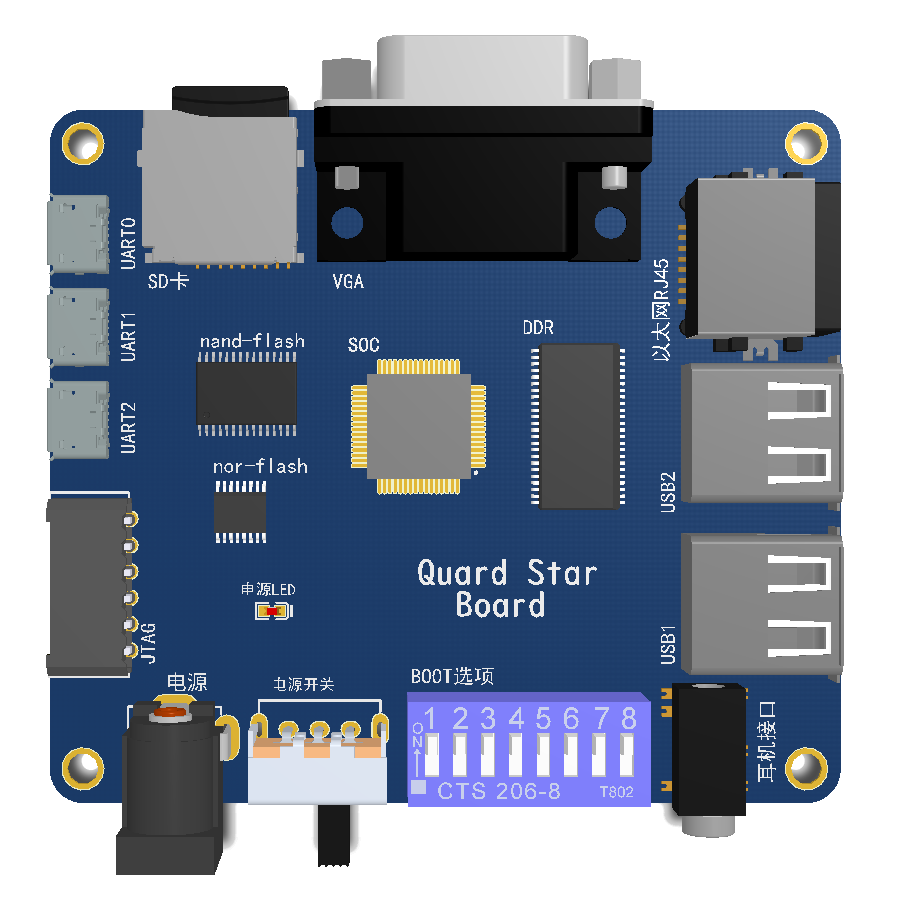 UART0
SD卡
VGA
以太网RJ45
UART1
nand-flash
SOC
DDR
UART2
nor-flash
USB2
Quard Star
Board
电源LED
JTAG
USB1
电源
电源开关
BOOT选项
耳机接口
ON
1 2 3 4 5 6 7 8
CTS 206-8
T802